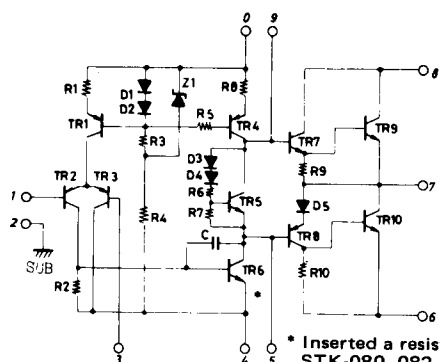 0 9
R1 D1 Z1 R8 8
D2 R5
TR1 TR4 TR7 TR9
R3
D3 R9
TR2 TR3 D4 7
1 R6 TR5 D5
R7 TR10
2 R4 TR8
C
SUB TR6 R10
R2 *
6
3 4 5
* Inserted a resis
STK-080, 082